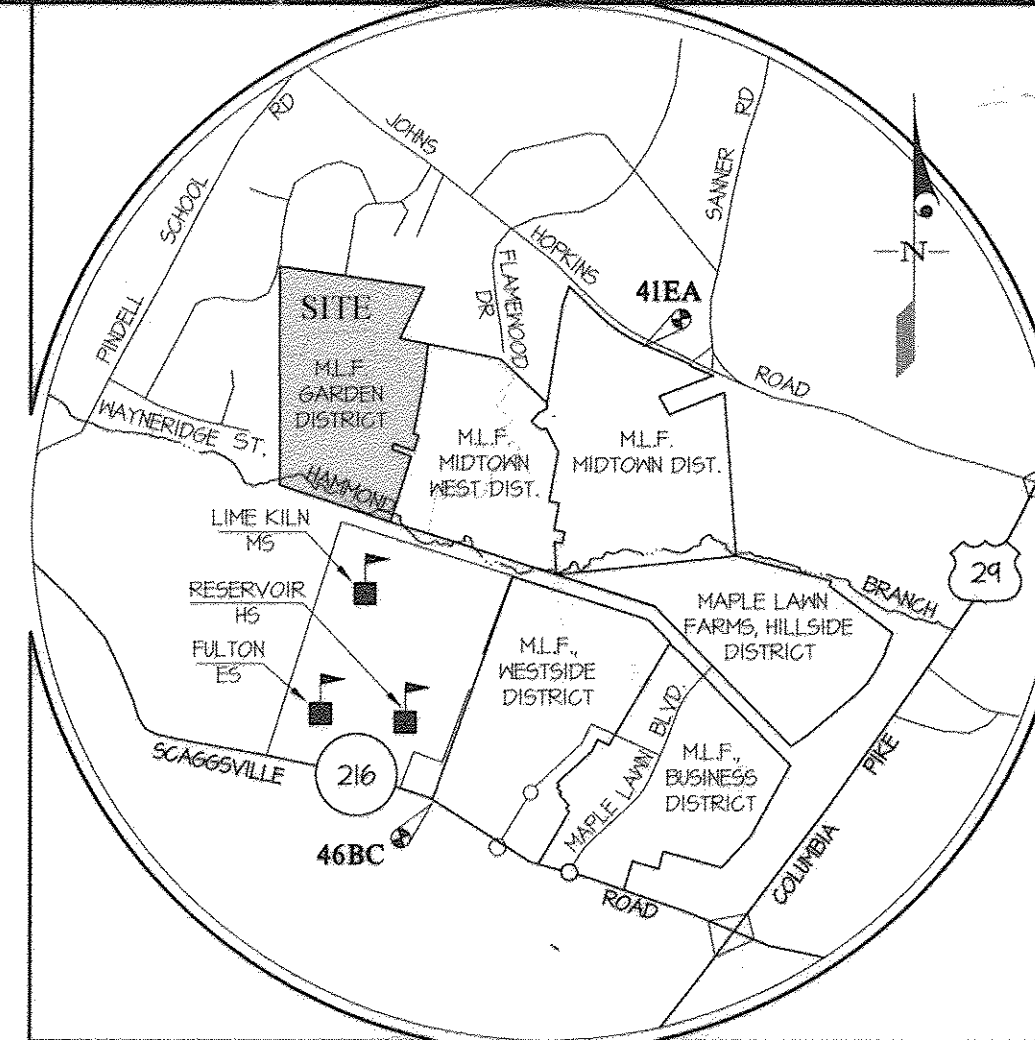 RD
JOHNS
SANNER RD
PINDELL SCHOOL
HOPKINS
FLAMEWOOD
DR
41EA
-N-
SITE
M.L.F.
GARDEN
DISTRICT
ROAD
WAYNERIDGE ST.
M.L.F.
MIDTOWN
WEST DIST.
M.L.F.
MIDTOWN DIST.
HAMMOND
LIME KILN
MS
29
BRANCH
RESERVOIR
HS
MAPLE LAWN
FARMS, HILLSIDE
DISTRICT
FULTON
ES
M.L.F.,
WESTSIDE
DISTRICT
MAPLE LAWN BLVD.
M.L.F.,
BUSINESS
DISTRICT
SCAGGSVILLE
216
PIKE
46BC
COLUMBIA
ROAD